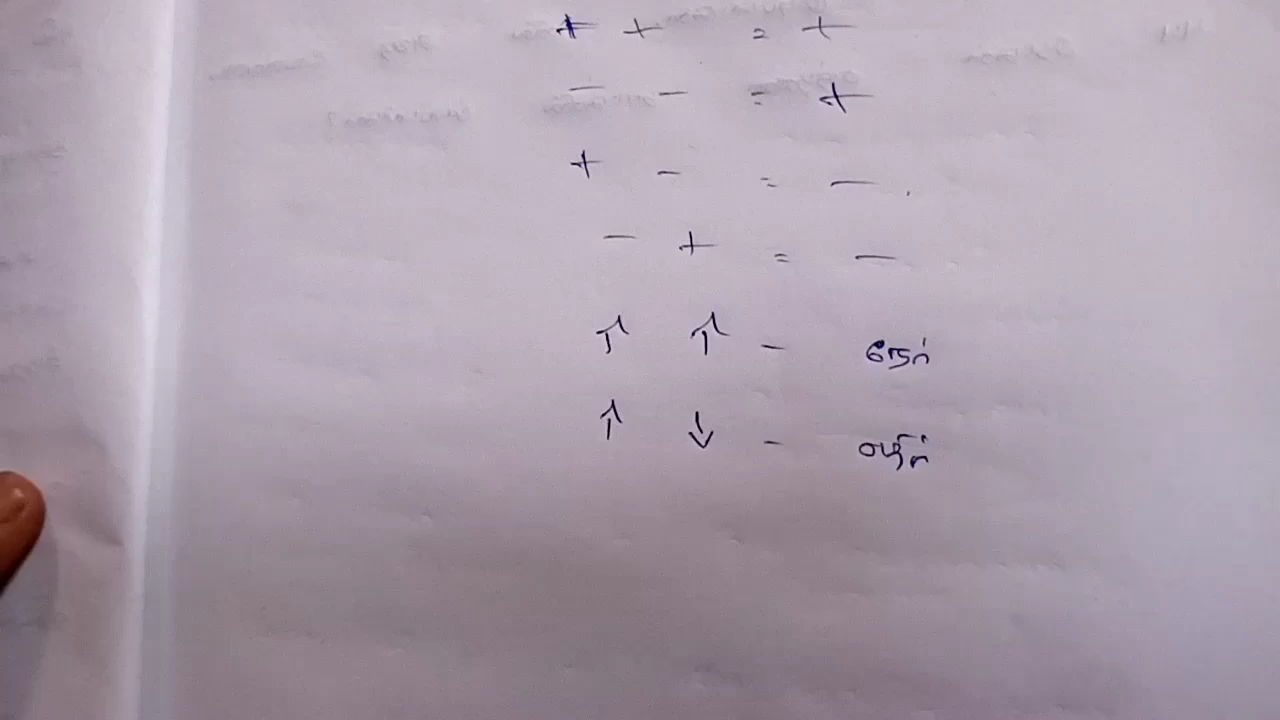 + + = +
- - = +
+ - = -
- + = -
↑ ↑ - நேர்
↑ ↓ - எதிர்